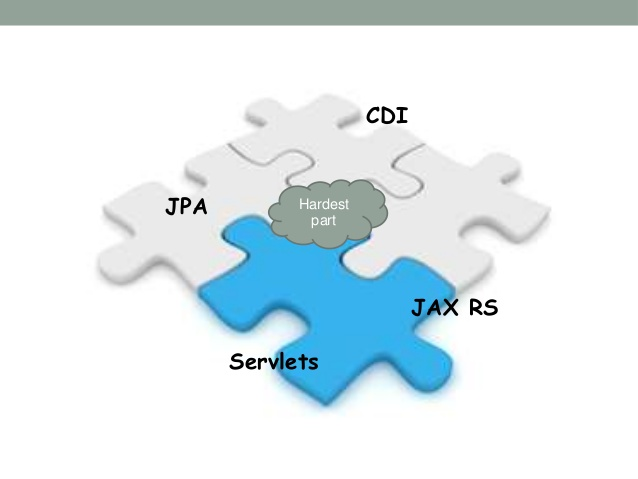 CDI
JPA
Hardest
part
JAX RS
Servlets